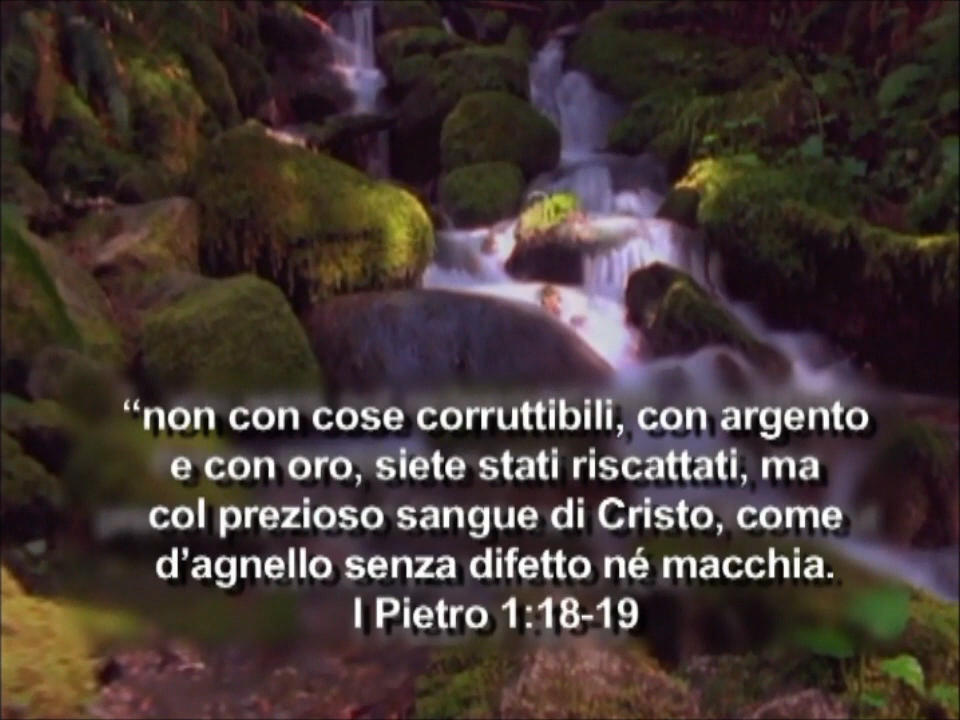 “non con cose corruttibili, con argento
e con oro, siete stati riscattati, ma
col prezioso sangue di Cristo, come
d’agnello senza difetto né macchia.
I Pietro 1:18-19